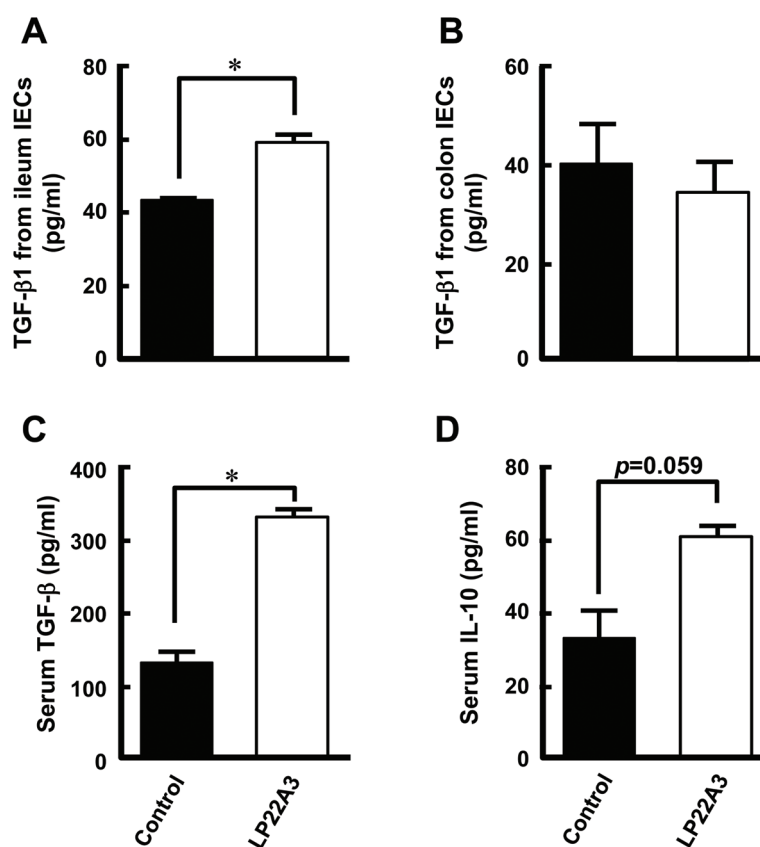 A
TGF-β1 from ileum IECs
(pg/ml)
80
60
40
20
0
*
B
TGF-β1 from colon IECs
(pg/ml)
60
40
20
0
C
Serum TGF-β (pg/ml)
400
300
150
100
0
*
Control
LP22A3
D
Serum IL-10 (pg/ml)
80
60
40
20
0
p=0.059
Control
LP22A3